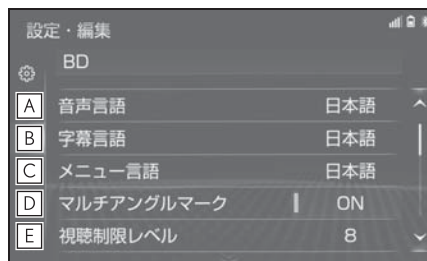 設定・編集
BD
A 音声言語 日本語
B 字幕言語 日本語
C メニュー言語 日本語
D マルチアングルマーク ON
E 視聴制限レベル 8